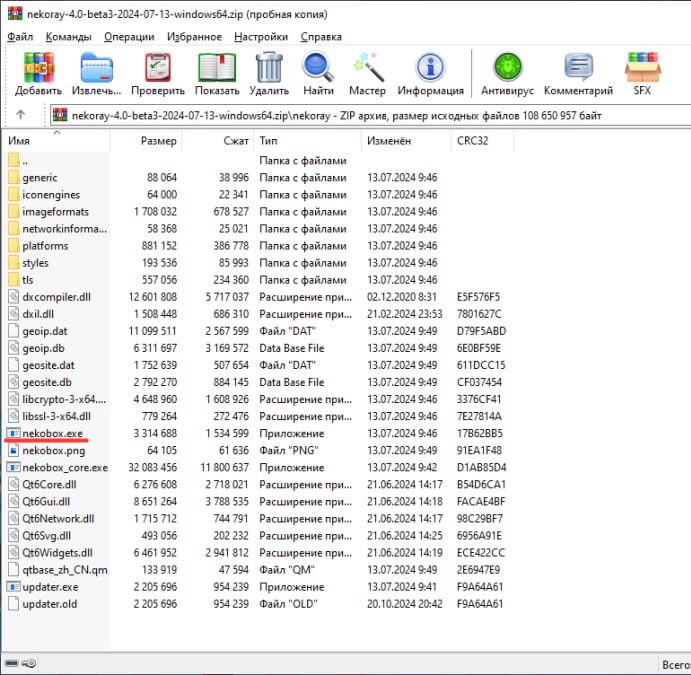 nekoray-4.0-beta3-2024-07-13-windows64.zip (пробная копия)
Файл Команды Операции Избранное Настройки Справка
Добавить Извлечь... Проверить Показать Удалить Найти Мастер Информация Антивирус Комментарий SFX
nekoray-4.0-beta3-2024-07-13-windows64.zip\nekoray - ZIP архив, размер исходных файлов 108 650 957 байт
Имя Размер Сжат Тип Изменён CRC32
.. Папка с файлами
generic 88 064 38 996 Папка с файлами 13.07.2024 9:46
iconengines 64 000 22 341 Папка с файлами 13.07.2024 9:46
imageformats 1 708 032 678 527 Папка с файлами 13.07.2024 9:46
networkinforma... 58 368 25 021 Папка с файлами 13.07.2024 9:46
platforms 881 152 386 778 Папка с файлами 13.07.2024 9:46
styles 193 536 85 993 Папка с файлами 13.07.2024 9:46
tls 557 056 234 360 Папка с файлами 13.07.2024 9:46
dxcompiler.dll 12 601 808 5 717 037 Расширение при... 02.12.2020 8:31 E5F576F5
dxil.dll 1 508 448 686 310 Расширение при... 21.02.2024 23:53 7801627C
geoip.dat 11 099 511 2 567 599 Файл "DAT" 13.07.2024 9:49 D79F5ABD
geoip.db 6 311 697 3 169 572 Data Base File 13.07.2024 9:49 6E0BF59E
geosite.dat 1 752 639 507 654 Файл "DAT" 13.07.2024 9:49 611DCC15
geosite.db 2 792 270 884 145 Data Base File 13.07.2024 9:49 CF037454
libcrypto-3-x64.... 4 648 960 1 608 926 Расширение при... 13.07.2024 9:46 3376CF41
libssl-3-x64.dll 779 264 272 476 Расширение при... 13.07.2024 9:46 7E27814A
nekobox.exe 3 314 688 1 534 599 Приложение 13.07.2024 9:46 17B62BB5
nekobox.png 64 105 61 636 Файл "PNG" 13.07.2024 9:49 91EA1F48
nekobox_core.exe 32 083 456 11 800 637 Приложение 13.07.2024 9:42 D1AB85D4
Qt6Core.dll 6 276 608 2 718 021 Расширение при... 21.06.2024 14:17 B54D6CA1
Qt6Gui.dll 8 651 264 3 788 535 Расширение при... 21.06.2024 14:18 FACAE4BF
Qt6Network.dll 1 715 712 744 791 Расширение при... 21.06.2024 14:17 98C29BF7
Qt6Svg.dll 493 056 202 232 Расширение при... 21.06.2024 14:25 6956A91E
Qt6Widgets.dll 6 461 952 2 941 812 Расширение при... 21.06.2024 14:19 ECE422CC
qtbase_zh_CN.qm 133 919 47 594 Файл "QM" 13.07.2024 9:49 2E6947E9
updater.exe 2 205 696 954 239 Приложение 13.07.2024 9:41 F9A64A61
updater.old 2 205 696 954 239 Файл "OLD" 20.10.2024 20:42 F9A64A61
Всего